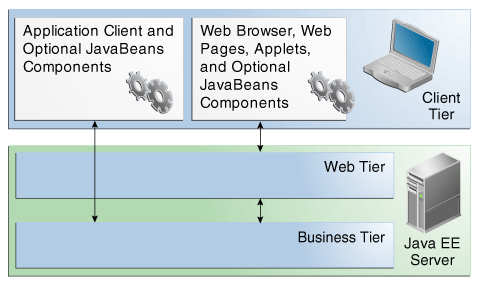 Application Client and
Optional JavaBeans
Components
Web Browser, Web
Pages, Applets,
and Optional
JavaBeans
Components
Client
Tier
Web Tier
Business Tier
Java EE
Server